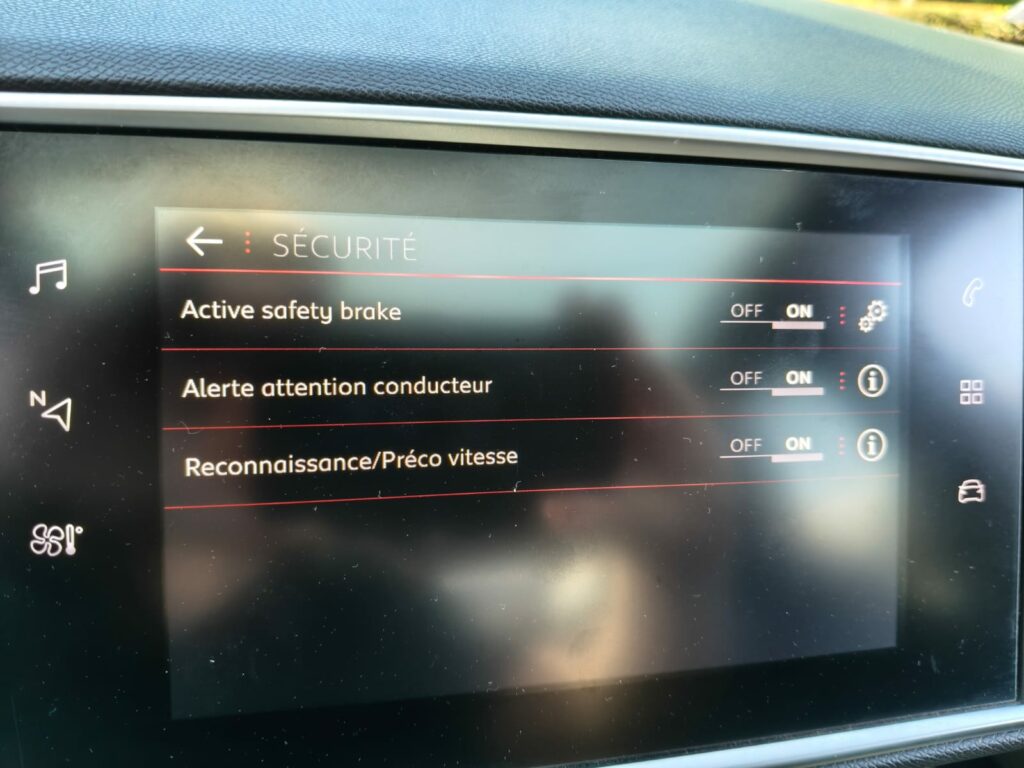 SÉCURITÉ
Active safety brake OFF ON
Alerte attention conducteur OFF ON i
Reconnaissance/Préco vitesse OFF ON i
N